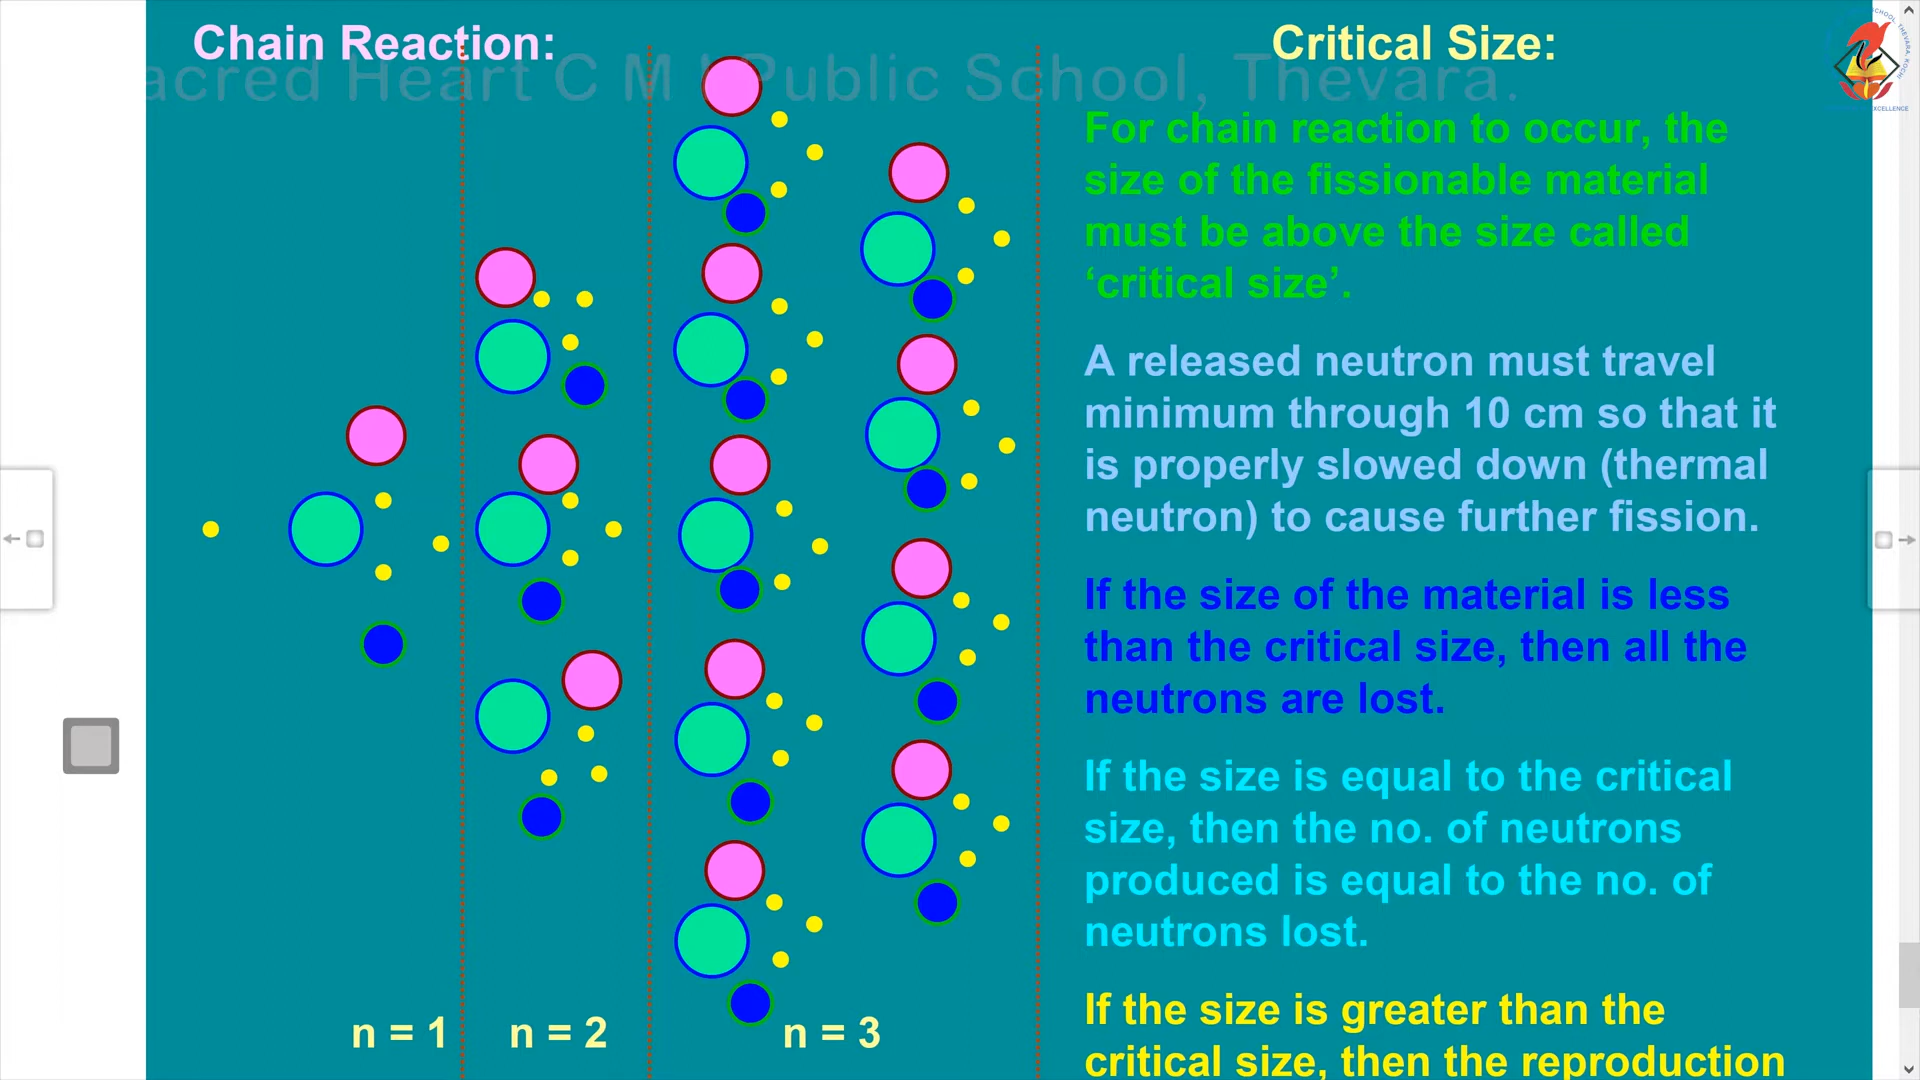 Chain Reaction:
acred Heart C M I Public School, Thevara.
n = 1
n = 2
n = 3
Critical Size:
For chain reaction to occur, the
size of the fissionable material
must be above the size called
‘critical size’.
A released neutron must travel
minimum through 10 cm so that it
is properly slowed down (thermal
neutron) to cause further fission.
If the size of the material is less
than the critical size, then all the
neutrons are lost.
If the size is equal to the critical
size, then the no. of neutrons
produced is equal to the no. of
neutrons lost.
If the size is greater than the
critical size, then the reproduction
SCHOOL, THEVARA, KOCHI
EXCELLENCE